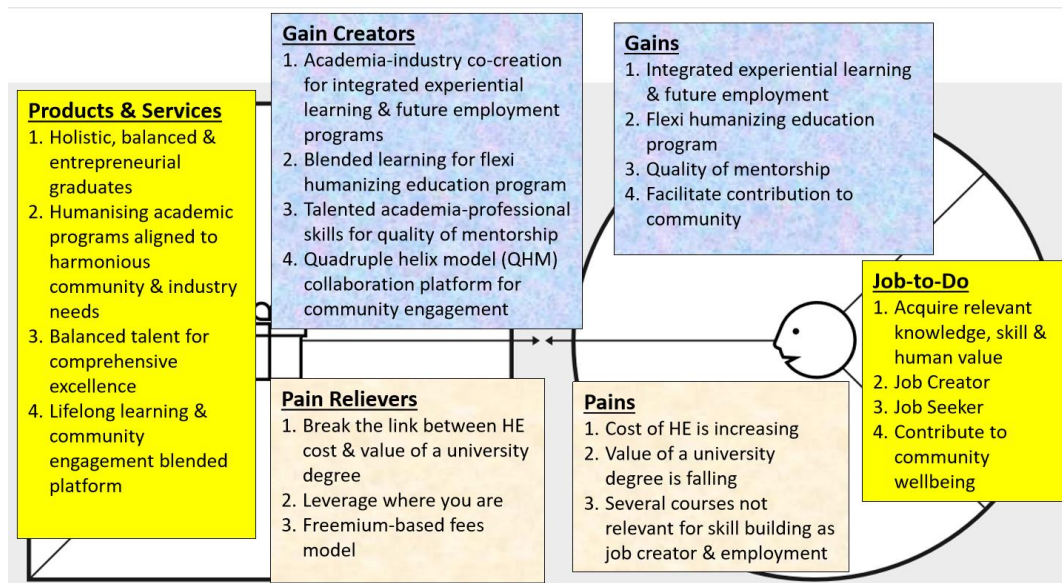 Products & Services
1. Holistic, balanced &
entrepreneurial
graduates
2. Humanising academic
programs aligned to
harmonious
community & industry
needs
3. Balanced talent for
comprehensive
excellence
4. Lifelong learning &
community
engagement blended
platform
Gain Creators
1. Academia-industry co-creation
for integrated experiential
learning & future employment
programs
2. Blended learning for flexi
humanizing education program
3. Talented academia-professional
skills for quality of mentorship
4. Quadruple helix model (QHM)
collaboration platform for
community engagement
Pain Relievers
1. Break the link between HE
cost & value of a university
degree
2. Leverage where you are
3. Freemium-based fees
model
Gains
1. Integrated experiential learning
& future employment
2. Flexi humanizing education
program
3. Quality of mentorship
4. Facilitate contribution to
community
Pains
1. Cost of HE is increasing
2. Value of a university
degree is falling
3. Several courses not
relevant for skill building as
job creator & employment
Job-to-Do
1. Acquire relevant
knowledge, skill &
human value
2. Job Creator
3. Job Seeker
4. Contribute to
community
wellbeing